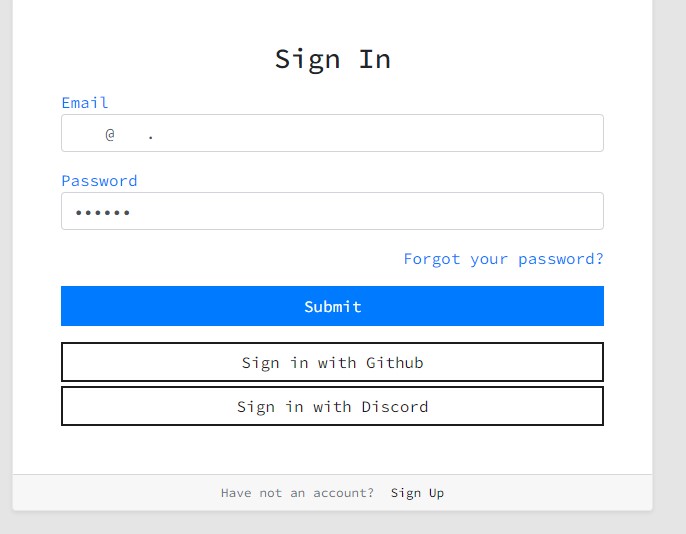 Sign In
Email
@ .
Password
••••••
Forgot your password?
Submit
Sign in with Github
Sign in with Discord
Have not an account? Sign Up